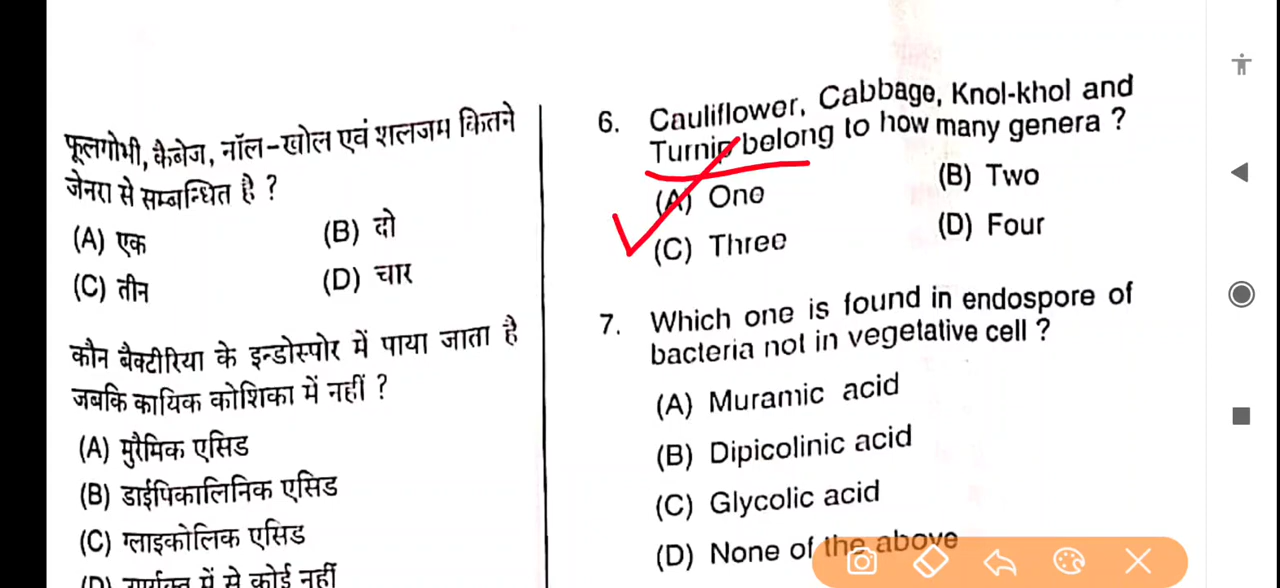 फूलगोभी, कैबेज, नॉल-खोल एवं शलजम कितने
जेनरा से सम्बन्धित है ?
(A) एक
(B) दो
(C) तीन
(D) चार
कौन बैक्टीरिया के इन्डोस्पोर में पाया जाता है
जबकि कायिक कोशिका में नहीं ?
(A) मुरैमिक एसिड
(B) डाईपिकालिनिक एसिड
(C) ग्लाइकोलिक एसिड
(D) उपर्युक्त में से कोई नहीं
6. Cauliflower, Cabbage, Knol-khol and
Turnip belong to how many genera ?
(A) One
(B) Two
(C) Three
(D) Four
7. Which one is found in endospore of
bacteria not in vegetative cell ?
(A) Muramic acid
(B) Dipicolinic acid
(C) Glycolic acid
(D) None of the above